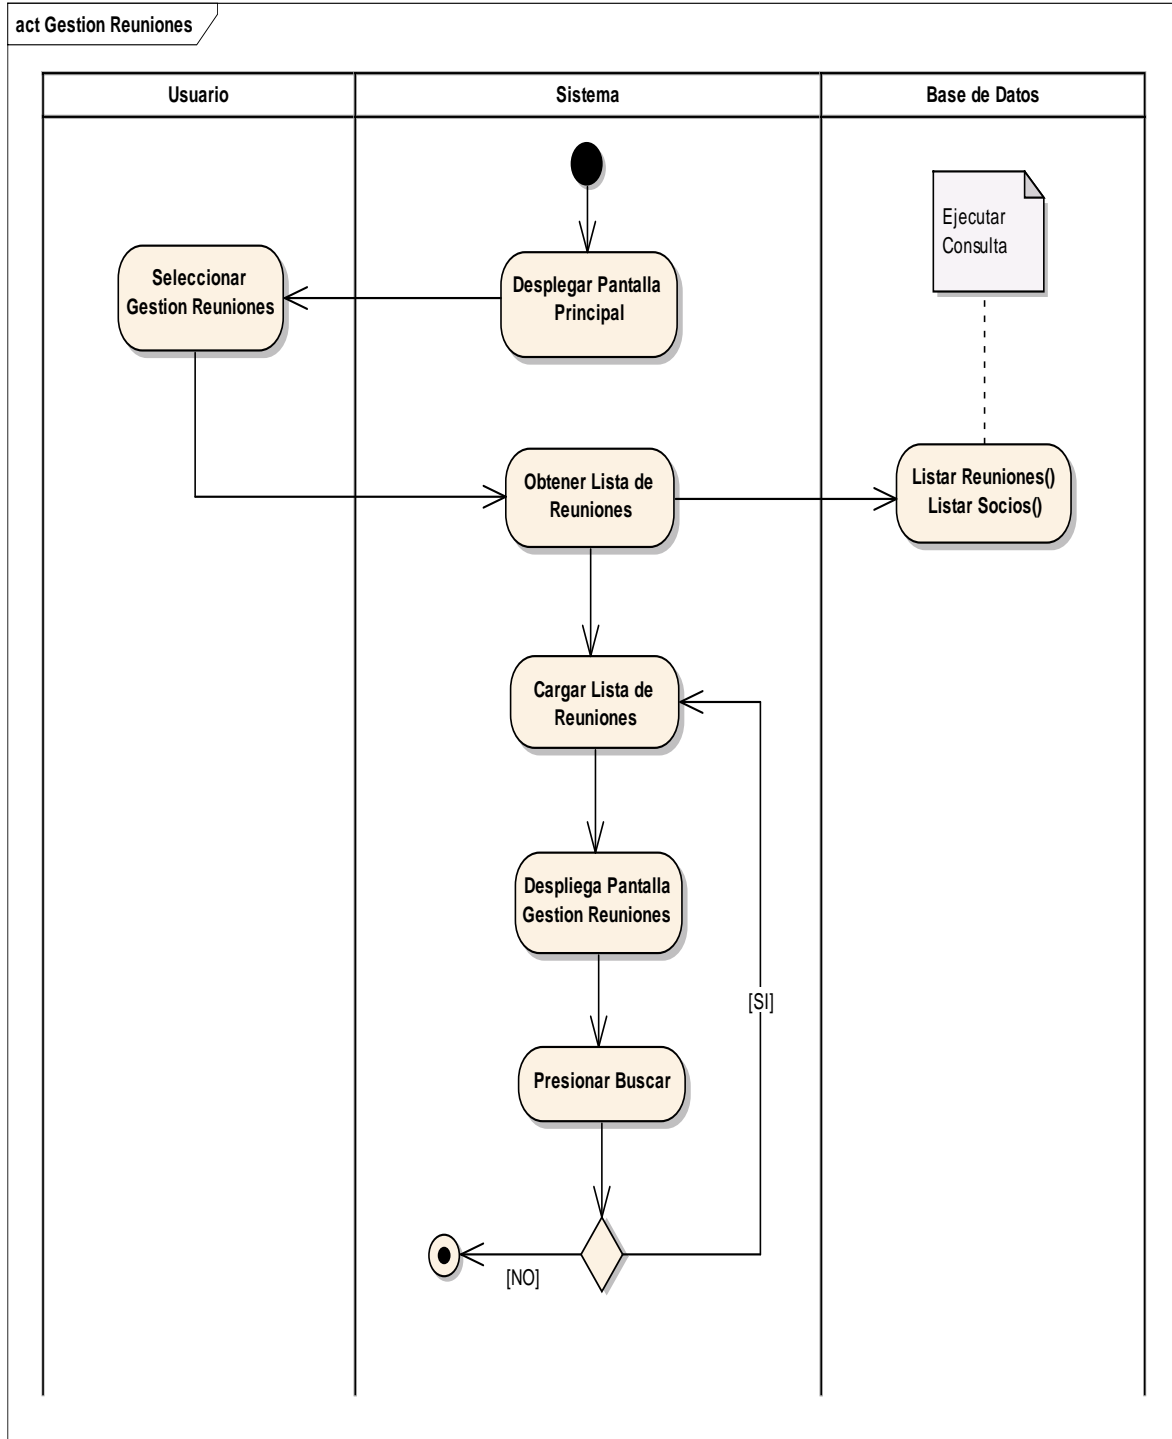 act Gestion Reuniones
Usuario
Sistema
Base de Datos
Ejecutar
Consulta
Seleccionar
Gestion Reuniones
Desplegar Pantalla
Principal
Obtener Lista de
Reuniones
Listar Reuniones()
Listar Socios()
Cargar Lista de
Reuniones
Despliega Pantalla
Gestion Reuniones
[SI]
Presionar Buscar
[NO]